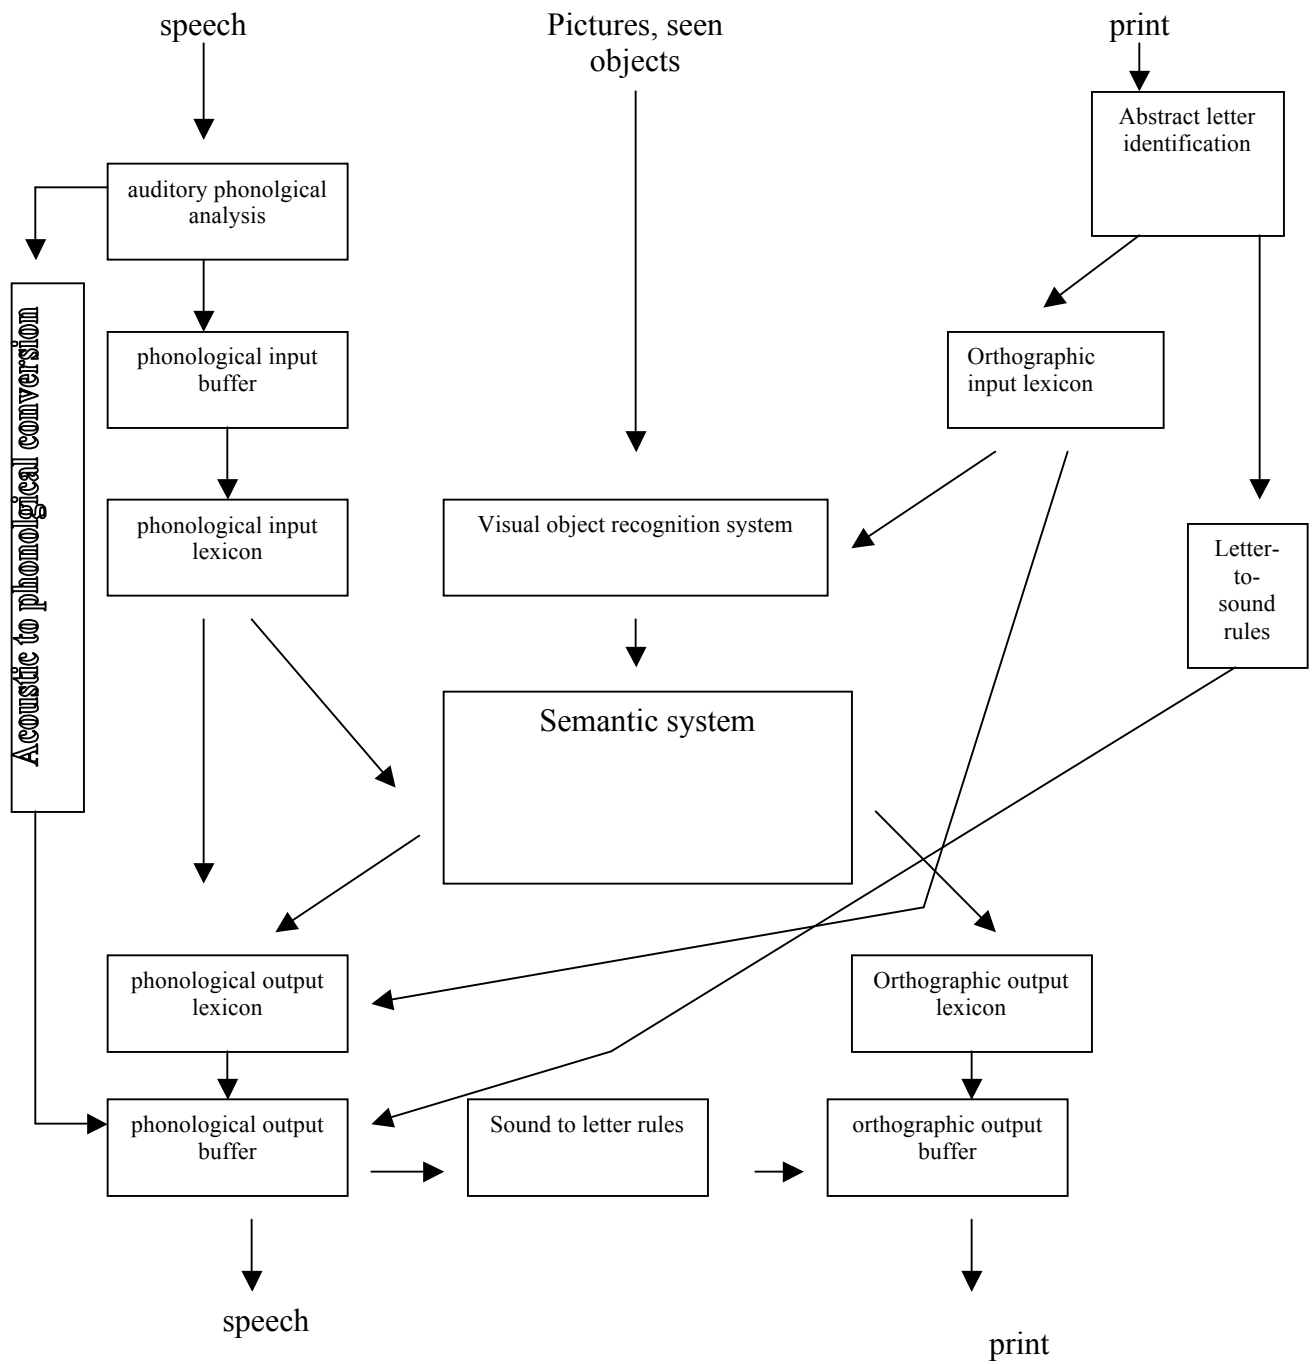 speech
Pictures, seen
objects
print
Abstract letter
identification
auditory phonolgical
analysis
Acoustic to phonolgical conversion
phonological input
buffer
Orthographic
input lexicon
phonological input
lexicon
Visual object recognition system
Letter-
to-
sound
rules
Semantic system
phonological output
lexicon
Orthographic output
lexicon
phonological output
buffer
Sound to letter rules
orthographic output
buffer
speech
print